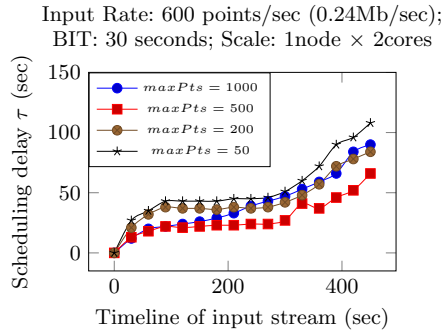 Input Rate: 600 points/sec (0.24Mb/sec);
BIT: 30 seconds; Scale: 1node × 2cores
150
100
50
0
Scheduling delay τ (sec)
maxPts = 1000
maxPts = 500
maxPts = 200
maxPts = 50
0
200
400
Timeline of input stream (sec)